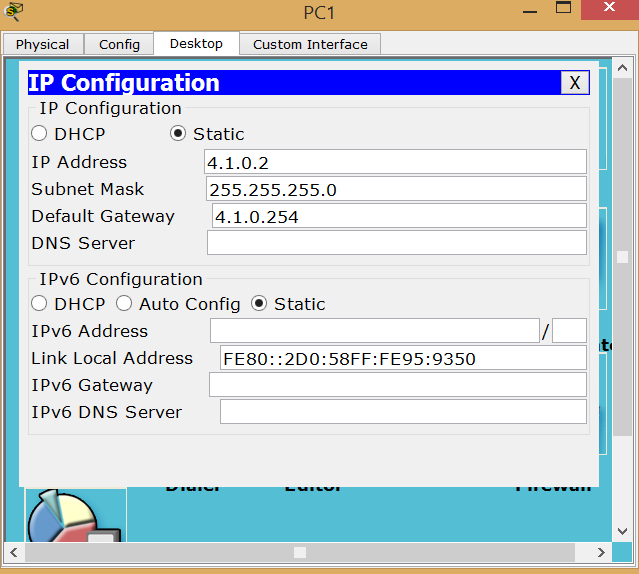 PC1
Physical Config Desktop Custom Interface
IP Configuration X
IP Configuration
DHCP Static
IP Address 4.1.0.2
Subnet Mask 255.255.255.0
Default Gateway 4.1.0.254
DNS Server
IPv6 Configuration
DHCP Auto Config Static
IPv6 Address /
Link Local Address FE80::2D0:58FF:FE95:9350
IPv6 Gateway
IPv6 DNS Server
Dialer Editor Firewall